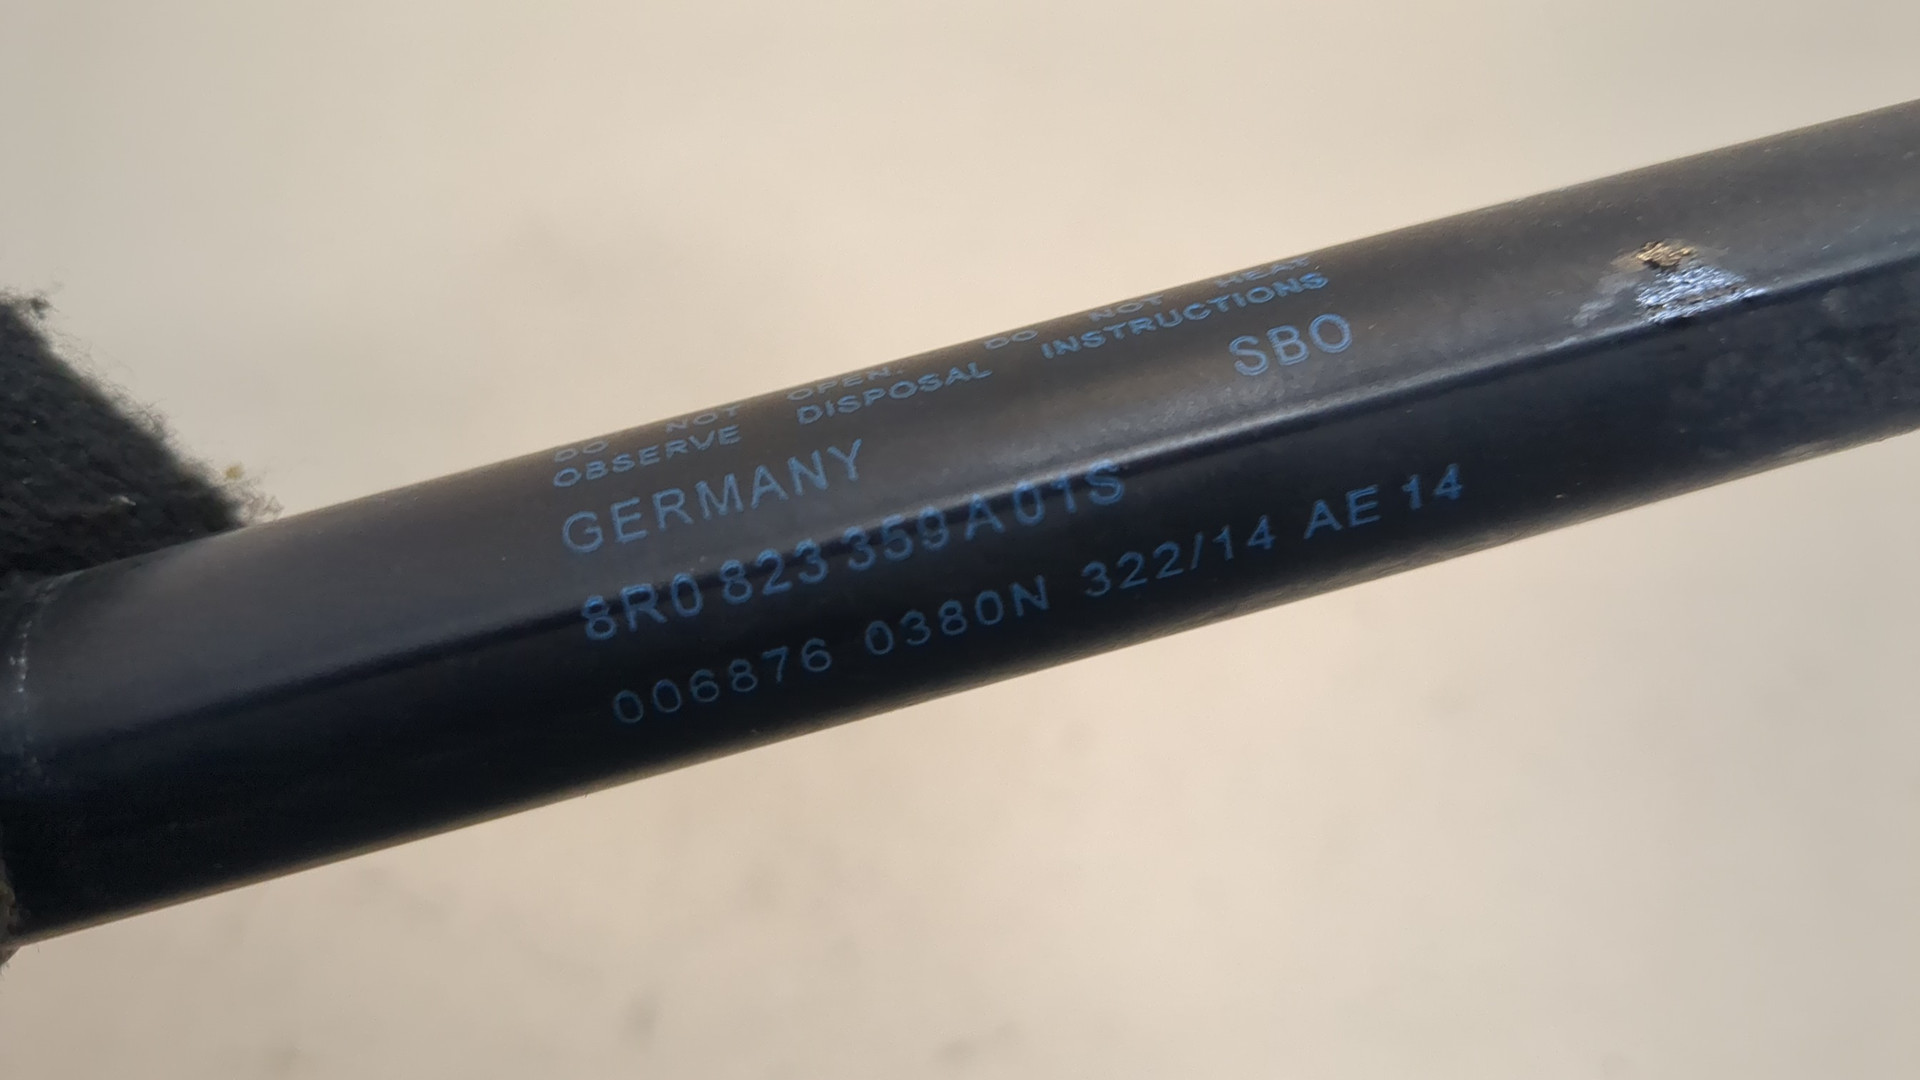 DO NOT OPEN. DO NOT HEAT
OBSERVE DISPOSAL INSTRUCTIONS
GERMANY SBO
8R0 823 359 A 01S
006876 0380N 322/14 AE 14